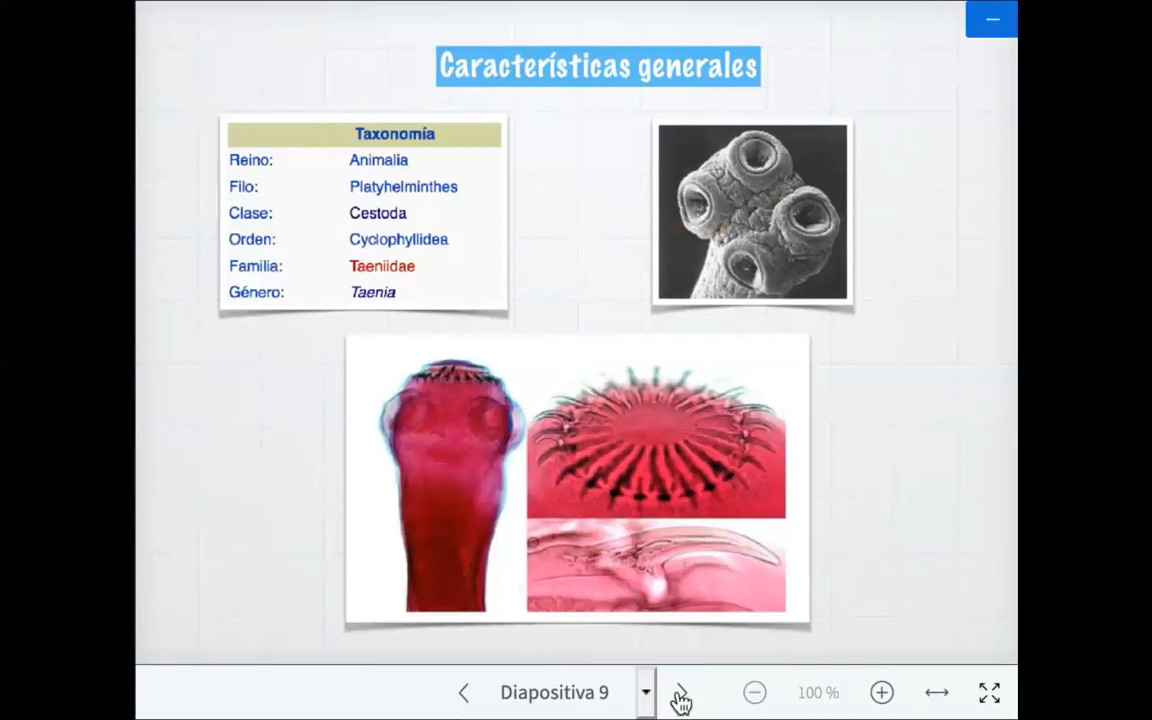 Características generales
Taxonomía
Reino: Animalia
Filo: Platyhelminthes
Clase: Cestoda
Orden: Cyclophyllidea
Familia: Taeniidae
Género: Taenia
Diapositiva 9
100 %